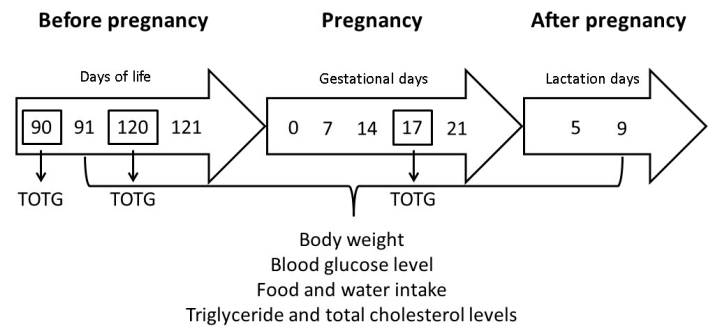 Before pregnancy
Pregnancy
After pregnancy
Days of life
Gestational days
Lactation days
90 91 120 121
0 7 14 17 21
5 9
TOTG TOTG TOTG
Body weight
Blood glucose level
Food and water intake
Triglyceride and total cholesterol levels